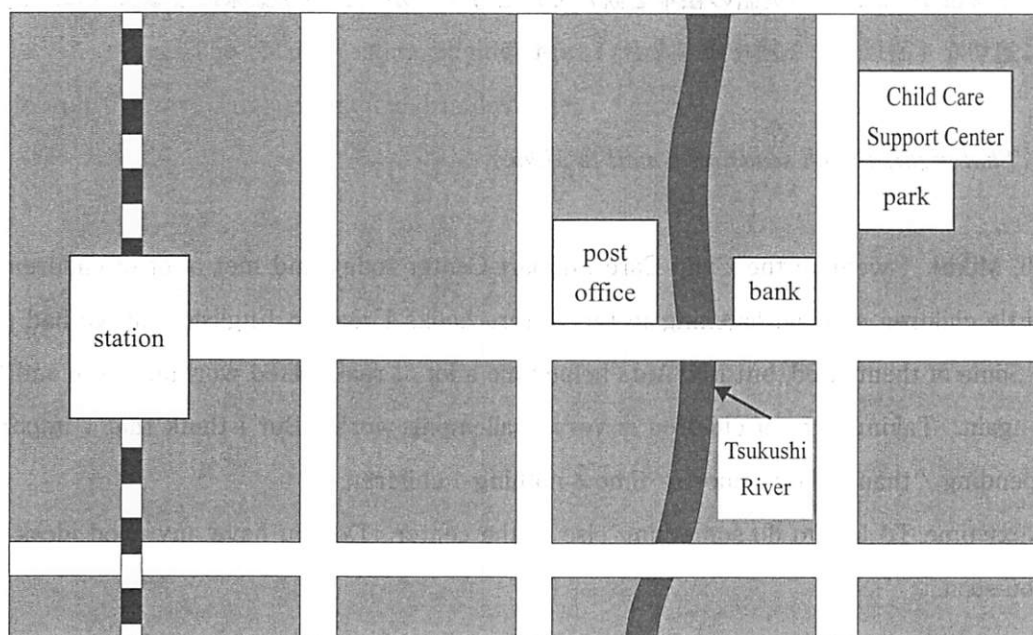 Child Care
Support Center
park
post
office
bank
station
Tsukushi
River